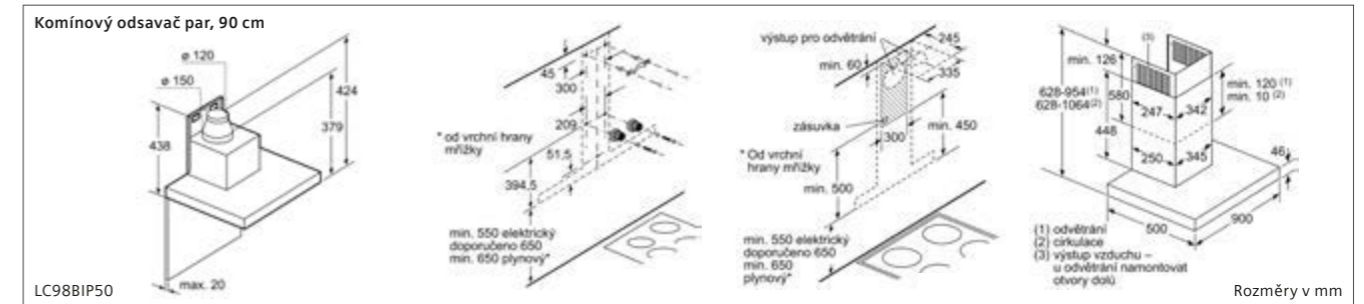 Komínový odsavač par, 90 cm
ø 120
ø 150
424
379
438
max. 20
LC98BIP50
45
300
209
* od vrchní hrany
mřížky
51,5
394,5
min. 550 elektrický
doporučeno 650
min. 650 plynový*
výstup pro odvětrání
245
min. 60
335
zásuvka
300
min. 450
* Od vrchní
hrany mřížky
min. 500
min. 550 elektrický
doporučeno 650
min. 650
plynový*
(3)
min. 126
628-954(1)
628-1064(2)
580
min. 120 (1)
min. 10 (2)
247
342
448
250
345
46
500
900
(1) odvětrání
(2) cirkulace
(3) výstup vzduchu –
u odvětrání namontovat
otvory dolů
Rozměry v mm